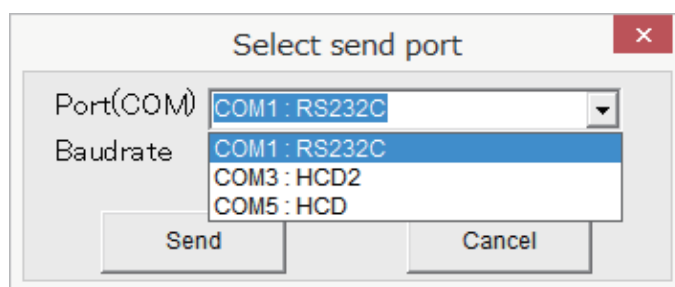 Select send port
Port(COM) COM1 : RS232C
Baudrate COM1 : RS232C
COM3 : HCD2
COM5 : HCD
Send Cancel